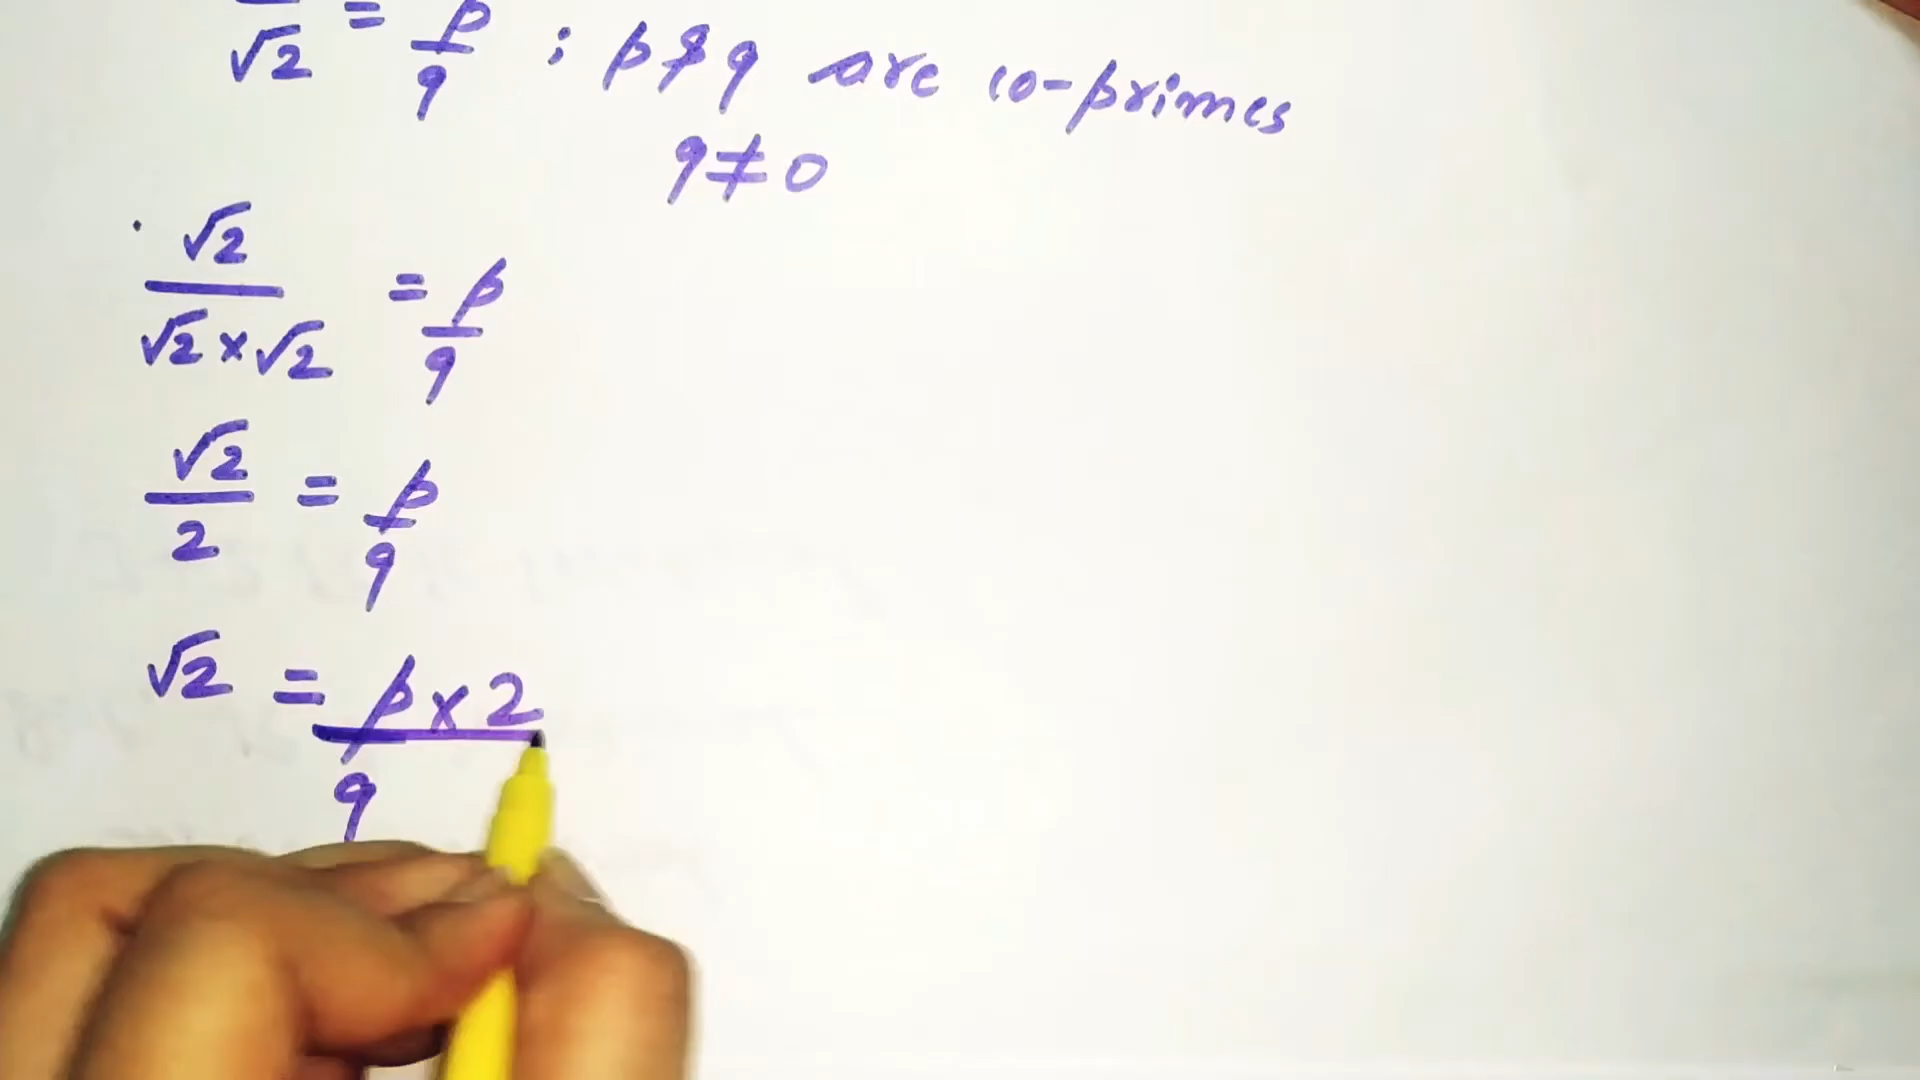 √2 = p/q ; p & q are co-primes
q ≠ 0
√2/(√2 × √2) = p/q
√2/2 = p/q
√2 = p × 2/q